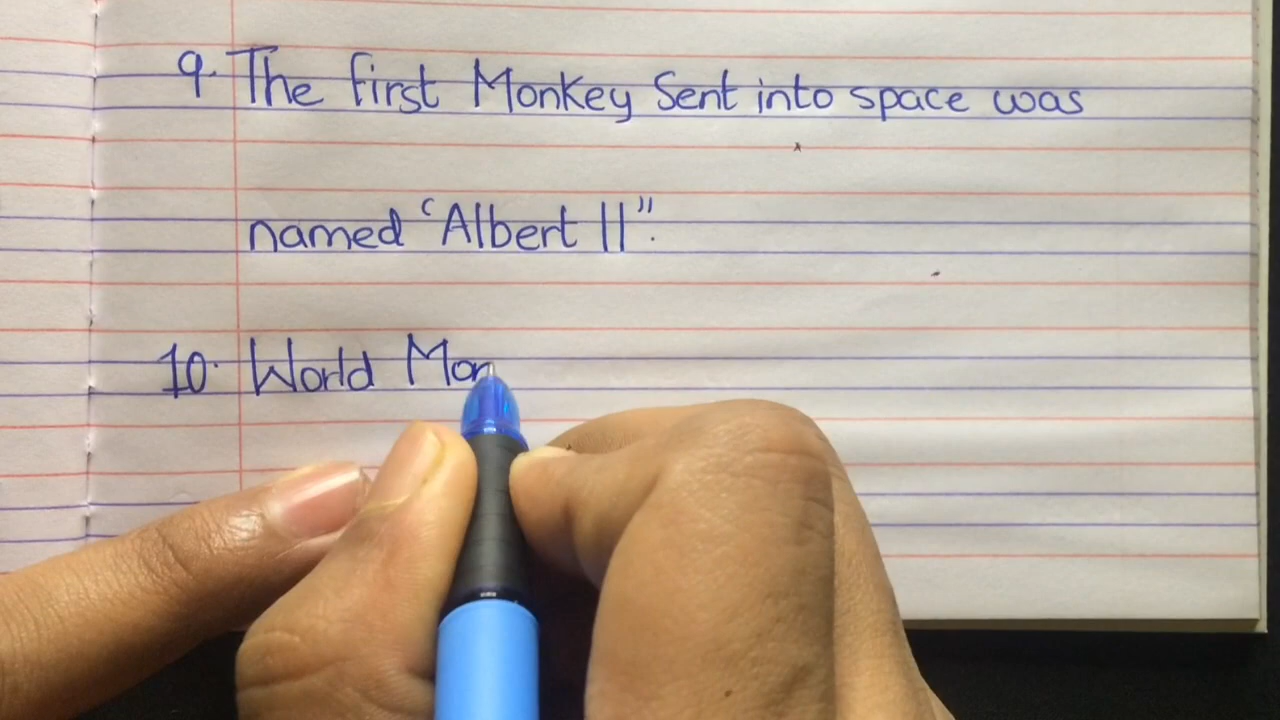 9. The first Monkey Sent into space was
named “Albert II”.
10. World Mon